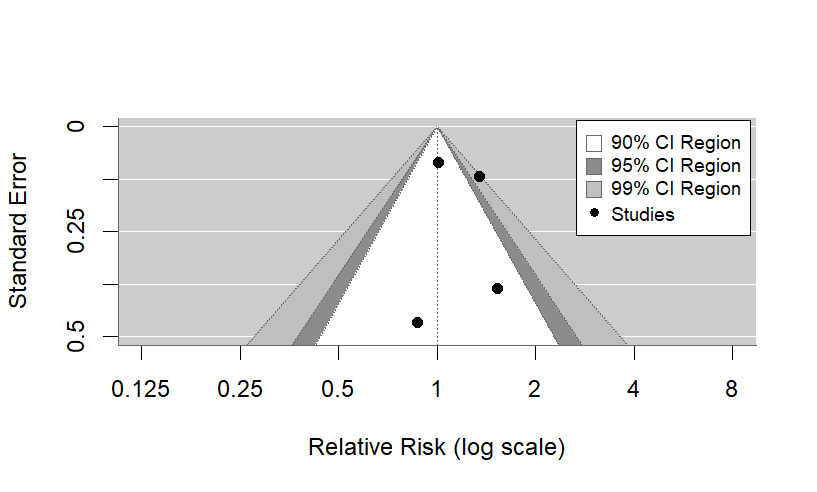 90% CI Region
95% CI Region
99% CI Region
Studies
Standard Error
0
0.25
0.5
0.125 0.25 0.5 1 2 4 8
Relative Risk (log scale)